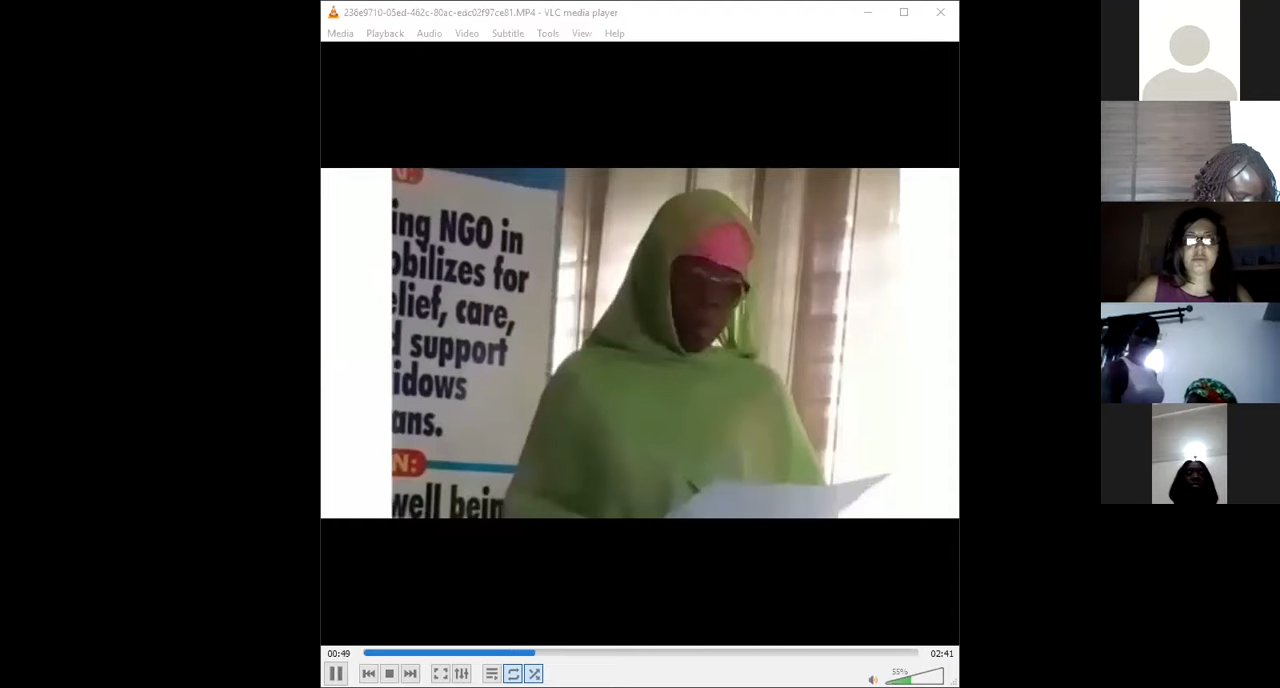 236e9710-05ed-462c-80ac-edc02f97ce81.MP4 - VLC media player
Media Playback Audio Video Subtitle Tools View Help
ing NGO in
obilizes for
elief, care,
d support
idows
ans.
N:
well bein
00:49
02:41
55%